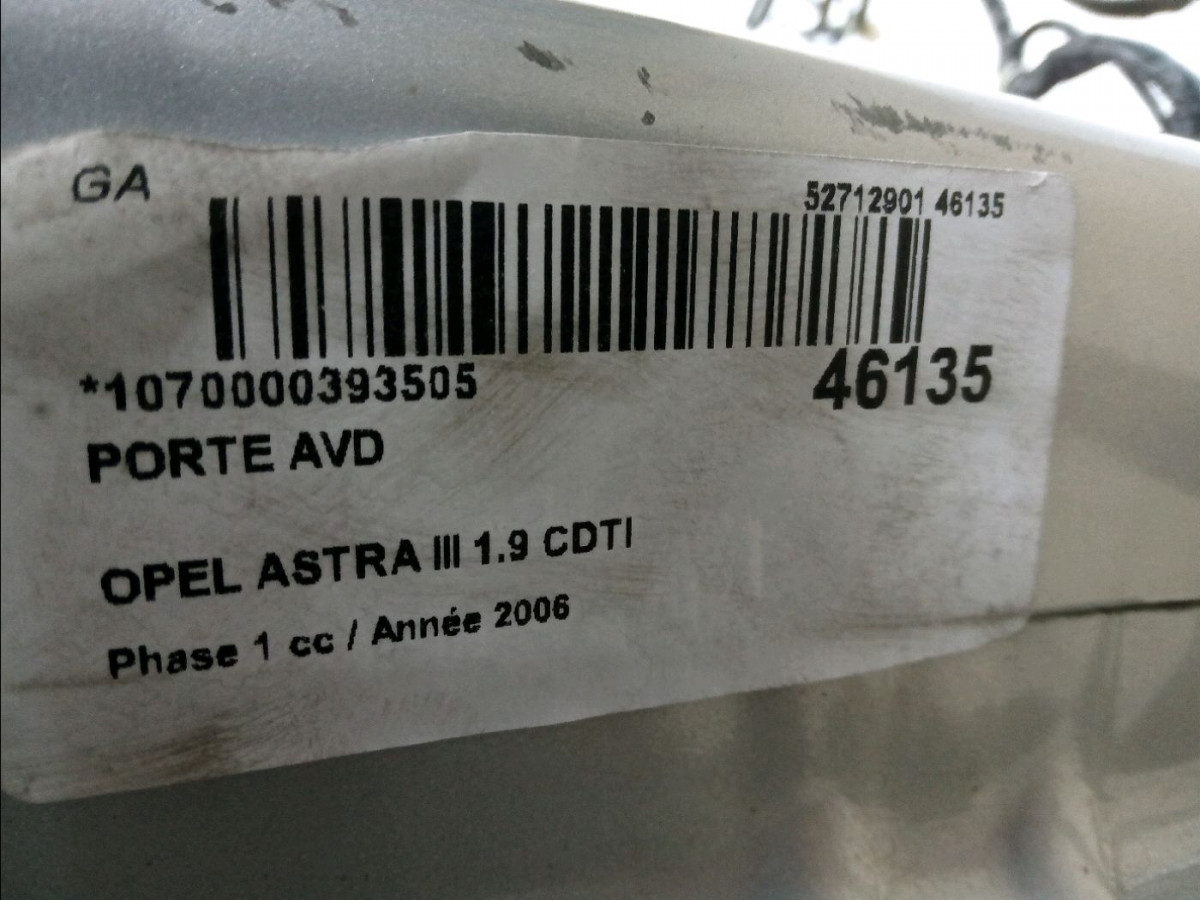 GA
52712901 46135
*1070000393505
46135
PORTE AVD
OPEL ASTRA III 1.9 CDTI
Phase 1 cc / Année 2006